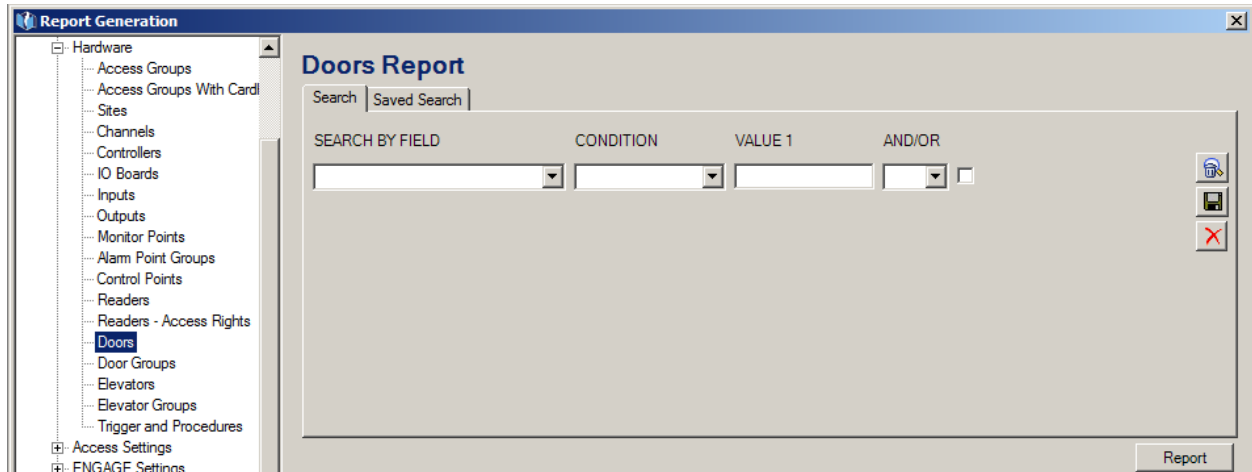 Report Generation
Hardware
Access Groups
Access Groups With Cardl
Sites
Channels
Controllers
IO Boards
Inputs
Outputs
Monitor Points
Alarm Point Groups
Control Points
Readers
Readers - Access Rights
Doors
Door Groups
Elevators
Elevator Groups
Trigger and Procedures
Access Settings
ENGAGE Settings
Doors Report
Search
Saved Search
SEARCH BY FIELD CONDITION VALUE 1 AND/OR
Report